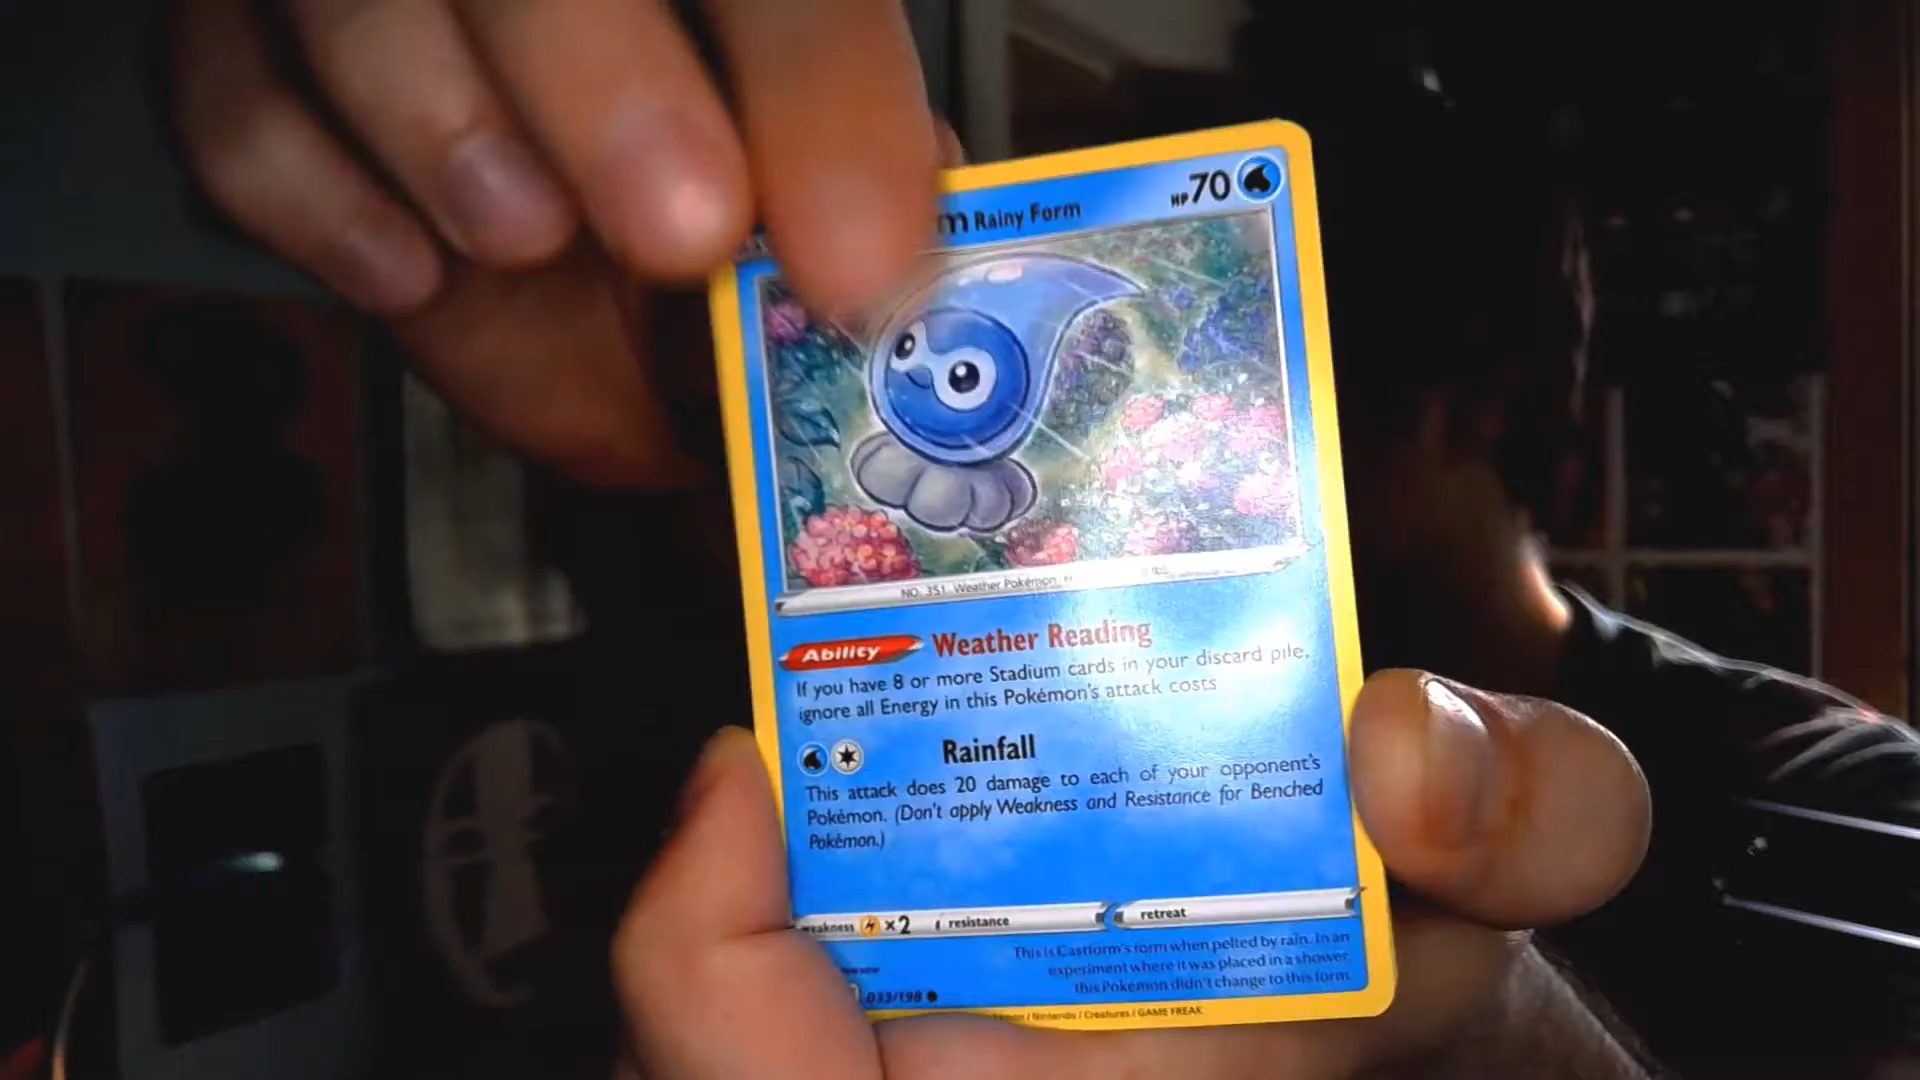 m Rainy Form HP 70
NO. 351 Weather Pokémon
Ability Weather Reading
If you have 8 or more Stadium cards in your discard pile,
ignore all Energy in this Pokémon's attack costs
Rainfall
This attack does 20 damage to each of your opponent's
Pokémon. (Don't apply Weakness and Resistance for Benched
Pokémon.)
weakness ×2 resistance retreat
This is Castform's form when pelted by rain. In an
experiment where it was placed in a shower,
this Pokémon didn't change to this form.
033/198
/ Nintendo / Creatures / GAME FREAK